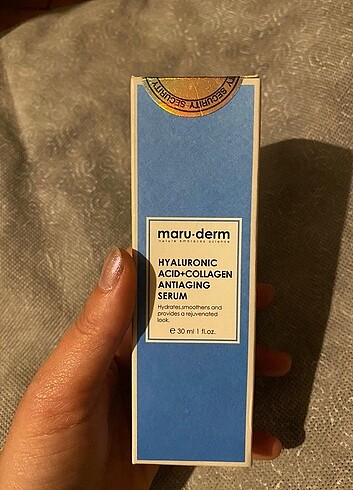 SECURITY SECURITY
maru·derm
nature embraces science
HYALURONIC
ACID+COLLAGEN
ANTIAGING
SERUM
Hydrates,smoothens and
provides a rejuvenated
look.
℮ 30 ml 1 fl.oz.